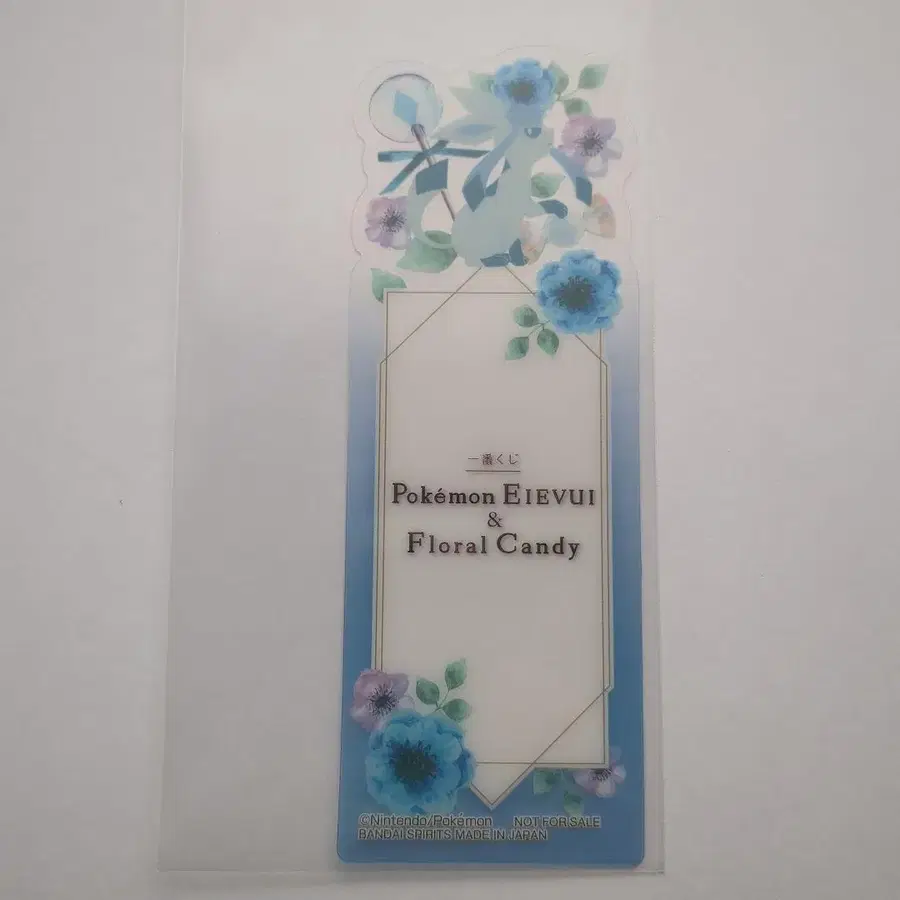 一番くじ
Pokémon EIEVUI
&
Floral Candy
©Nintendo/Pokémon NOT FOR SALE
BANDAI SPIRITS MADE IN JAPAN